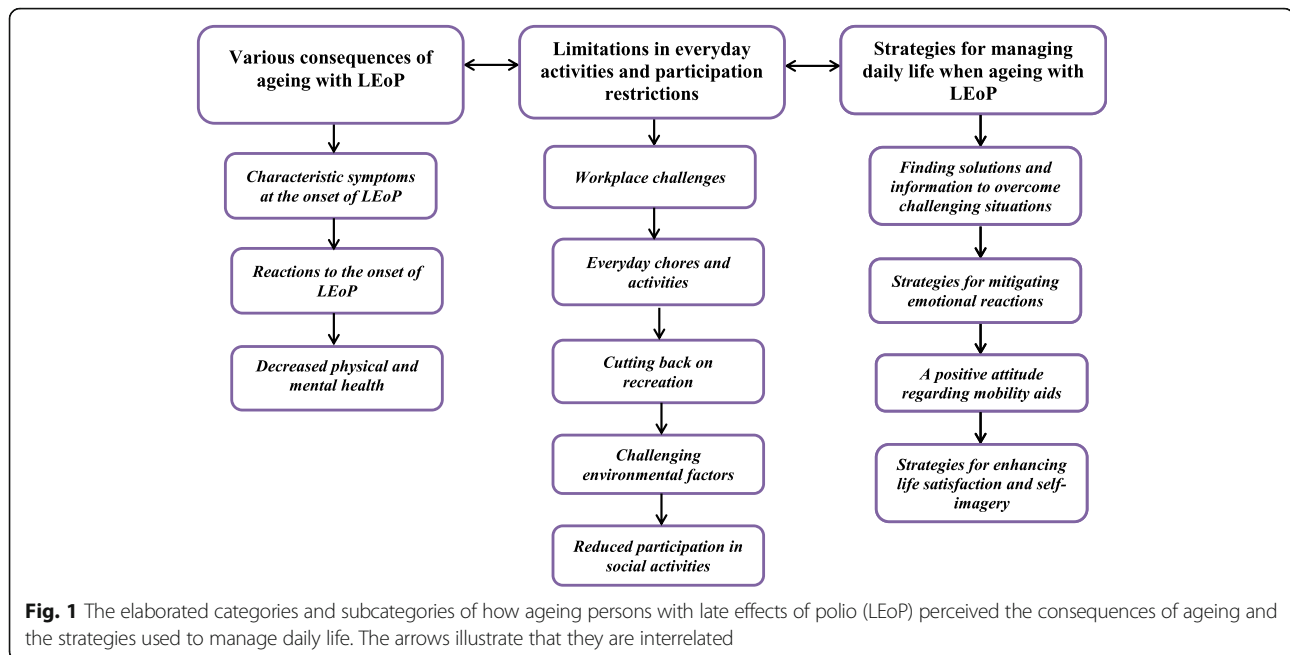 Various consequences of
ageing with LEoP
Limitations in everyday
activities and participation
restrictions
Strategies for managing
daily life when ageing with
LEoP
Characteristic symptoms
at the onset of LEoP
Reactions to the onset of
LEoP
Decreased physical and
mental health
Workplace challenges
Everyday chores and
activities
Cutting back on
recreation
Challenging
environmental factors
Reduced participation in
social activities
Finding solutions and
information to overcome
challenging situations
Strategies for mitigating
emotional reactions
A positive attitude
regarding mobility aids
Strategies for enhancing
life satisfaction and self-
imagery
Fig. 1 The elaborated categories and subcategories of how ageing persons with late effects of polio (LEoP) perceived the consequences of ageing and
the strategies used to manage daily life. The arrows illustrate that they are interrelated